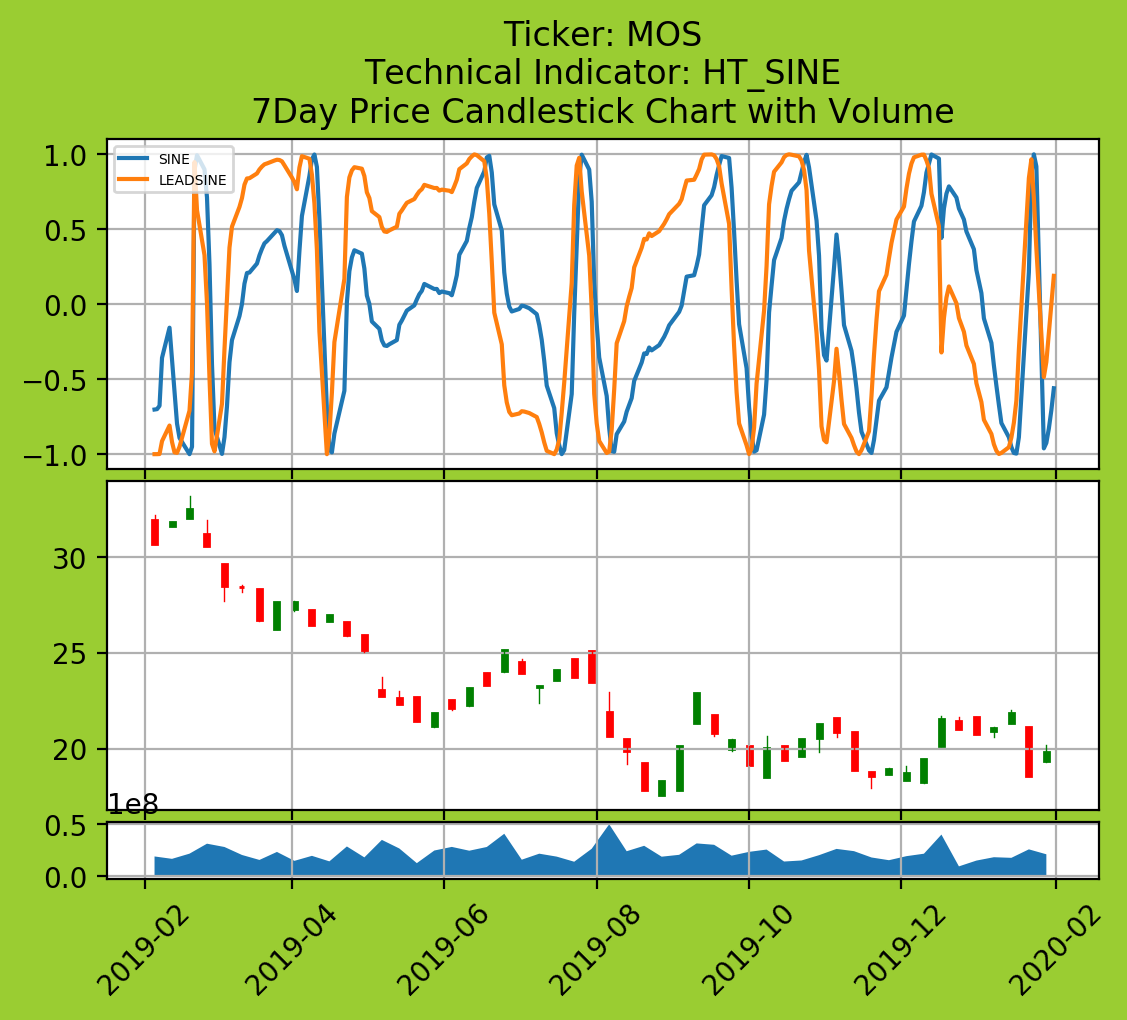 Ticker: MOS
Technical Indicator: HT_SINE
7Day Price Candlestick Chart with Volume
SINE
LEADSINE
1.0
0.5
0.0
−0.5
−1.0
30
25
20
1e8
0.5
0.0
2019-02
2019-04
2019-06
2019-08
2019-10
2019-12
2020-02